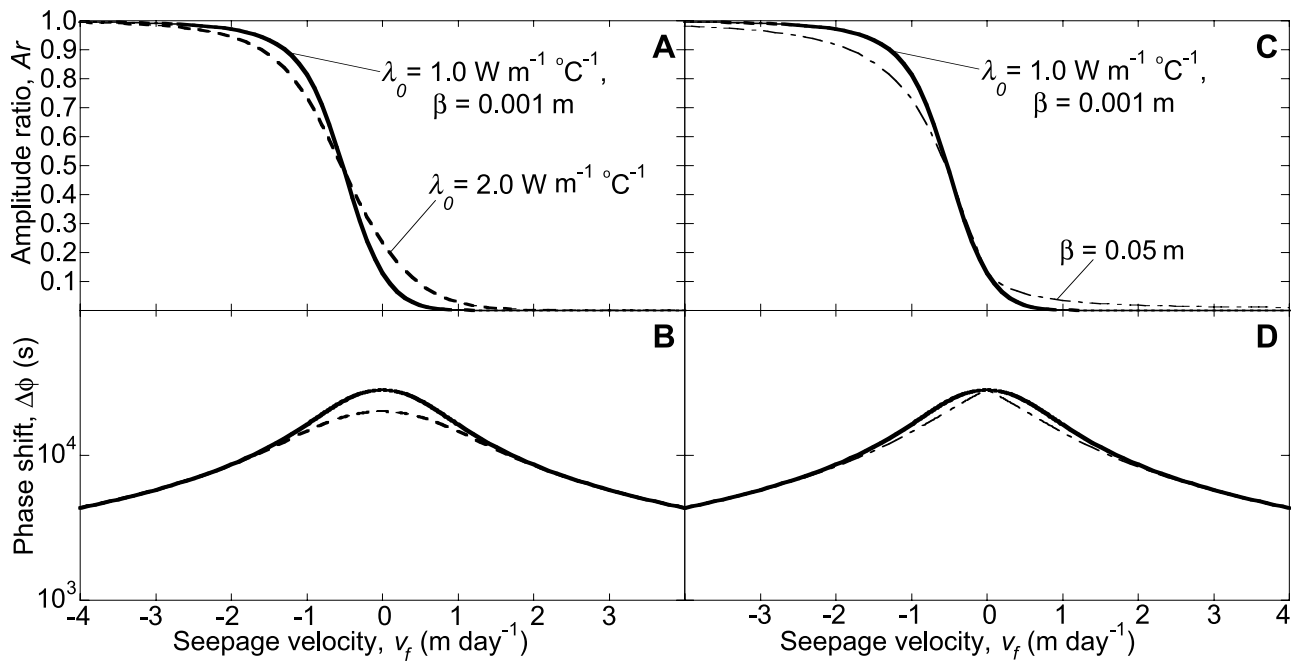 A
Amplitude ratio, Ar
1.0
0.9
0.8
0.7
0.6
0.5
0.4
0.3
0.2
0.1
λ0 = 1.0 W m-1 °C-1,
β = 0.001 m
λ0 = 2.0 W m-1 °C-1
C
λ0 = 1.0 W m-1 °C-1,
β = 0.001 m
β = 0.05 m
B
Phase shift, Δϕ (s)
10^4
10^3
-4 -3 -2 -1 0 1 2 3
Seepage velocity, vf (m day-1)
D
-3 -2 -1 0 1 2 3 4
Seepage velocity, vf (m day-1)